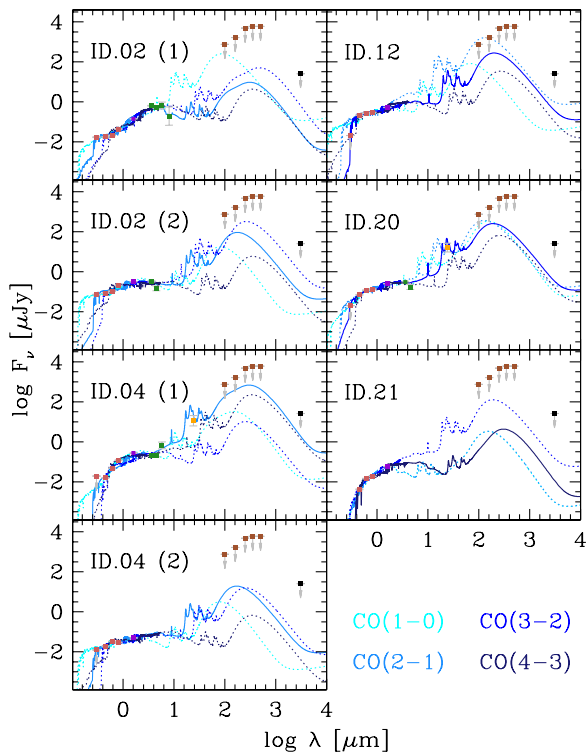 ID.02 (1)
ID.12
4
2
0
−2
ID.02 (2)
ID.20
4
2
0
−2
ID.04 (1)
ID.21
4
2
0
−2
0 1 2 3 4
ID.04 (2)
4
2
0
−2
CO(1−0) CO(3−2)
CO(2−1) CO(4−3)
0 1 2 3 4
log λ [μm]
log Fν [μJy]